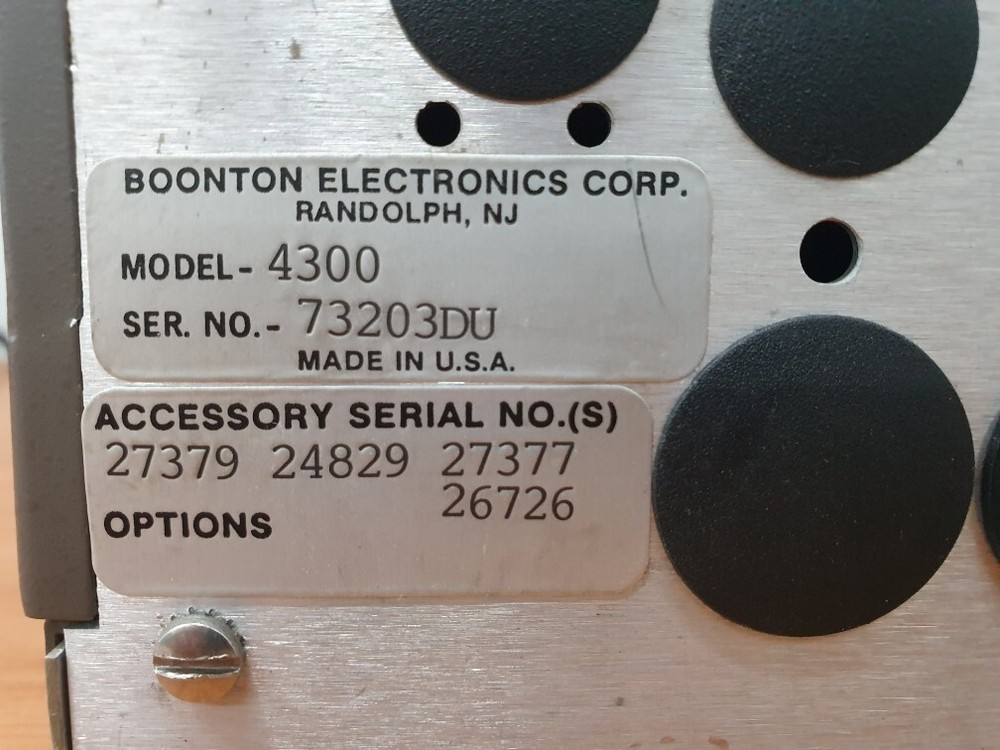 BOONTON ELECTRONICS CORP.
RANDOLPH, NJ
MODEL- 4300
SER. NO.- 73203DU
MADE IN U.S.A.
ACCESSORY SERIAL NO.(S)
27379 24829 27377
26726
OPTIONS